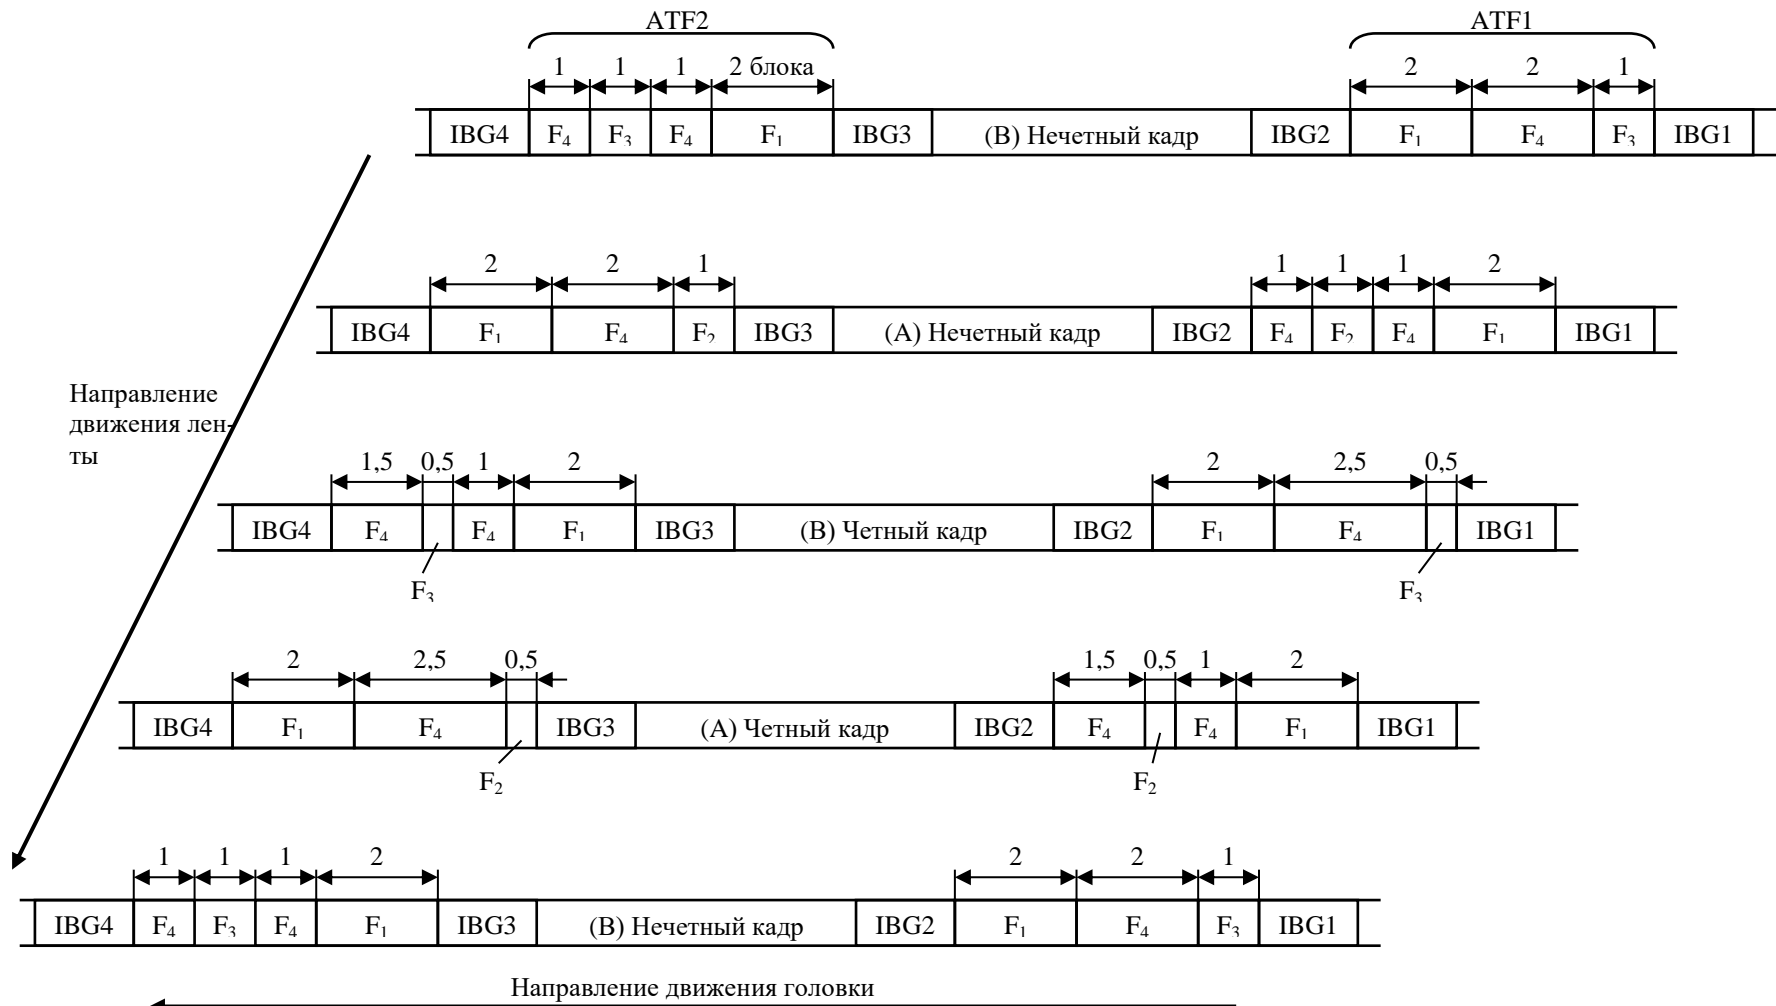 ATF2 ATF1
1 1 1 2 блока 2 2 1
IBG4 F₄ F₃ F₄ F₁ IBG3 (B) Нечетный кадр IBG2 F₁ F₄ F₃ IBG1
2 2 1 1 1 1 2
IBG4 F₁ F₄ F₂ IBG3 (A) Нечетный кадр IBG2 F₄ F₂ F₄ F₁ IBG1
Направление
движения лен-
ты
1,5 0,5 1 2 2 2,5 0,5
IBG4 F₄ F₄ F₁ IBG3 (B) Четный кадр IBG2 F₁ F₄ IBG1
F₃ F₃
2 2,5 0,5 1,5 0,5 1 2
IBG4 F₁ F₄ IBG3 (A) Четный кадр IBG2 F₄ F₄ F₁ IBG1
F₂ F₂
1 1 1 2 2 2 1
IBG4 F₄ F₃ F₄ F₁ IBG3 (B) Нечетный кадр IBG2 F₁ F₄ F₃ IBG1
Направление движения головки